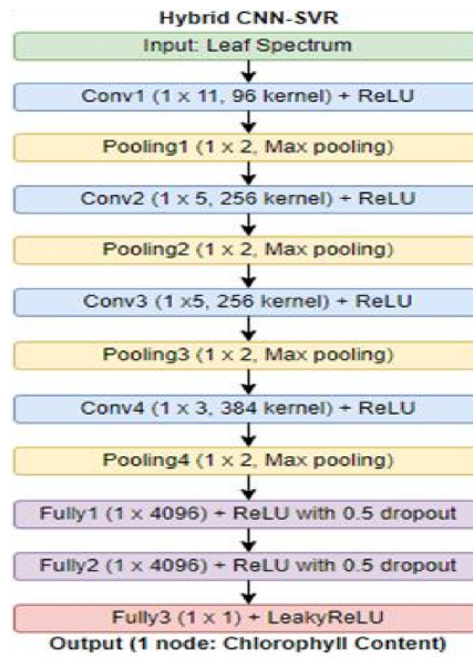 Hybrid CNN-SVR
Input: Leaf Spectrum
Conv1 (1 x 11, 96 kernel) + ReLU
Pooling1 (1 x 2, Max pooling)
Conv2 (1 x 5, 256 kernel) + ReLU
Pooling2 (1 x 2, Max pooling)
Conv3 (1 x5, 256 kernel) + ReLU
Pooling3 (1 x 2, Max pooling)
Conv4 (1 x 3, 384 kernel) + ReLU
Pooling4 (1 x 2, Max pooling)
Fully1 (1 x 4096) + ReLU with 0.5 dropout
Fully2 (1 x 4096) + ReLU with 0.5 dropout
Fully3 (1 x 1) + LeakyReLU
Output (1 node: Chlorophyll Content)